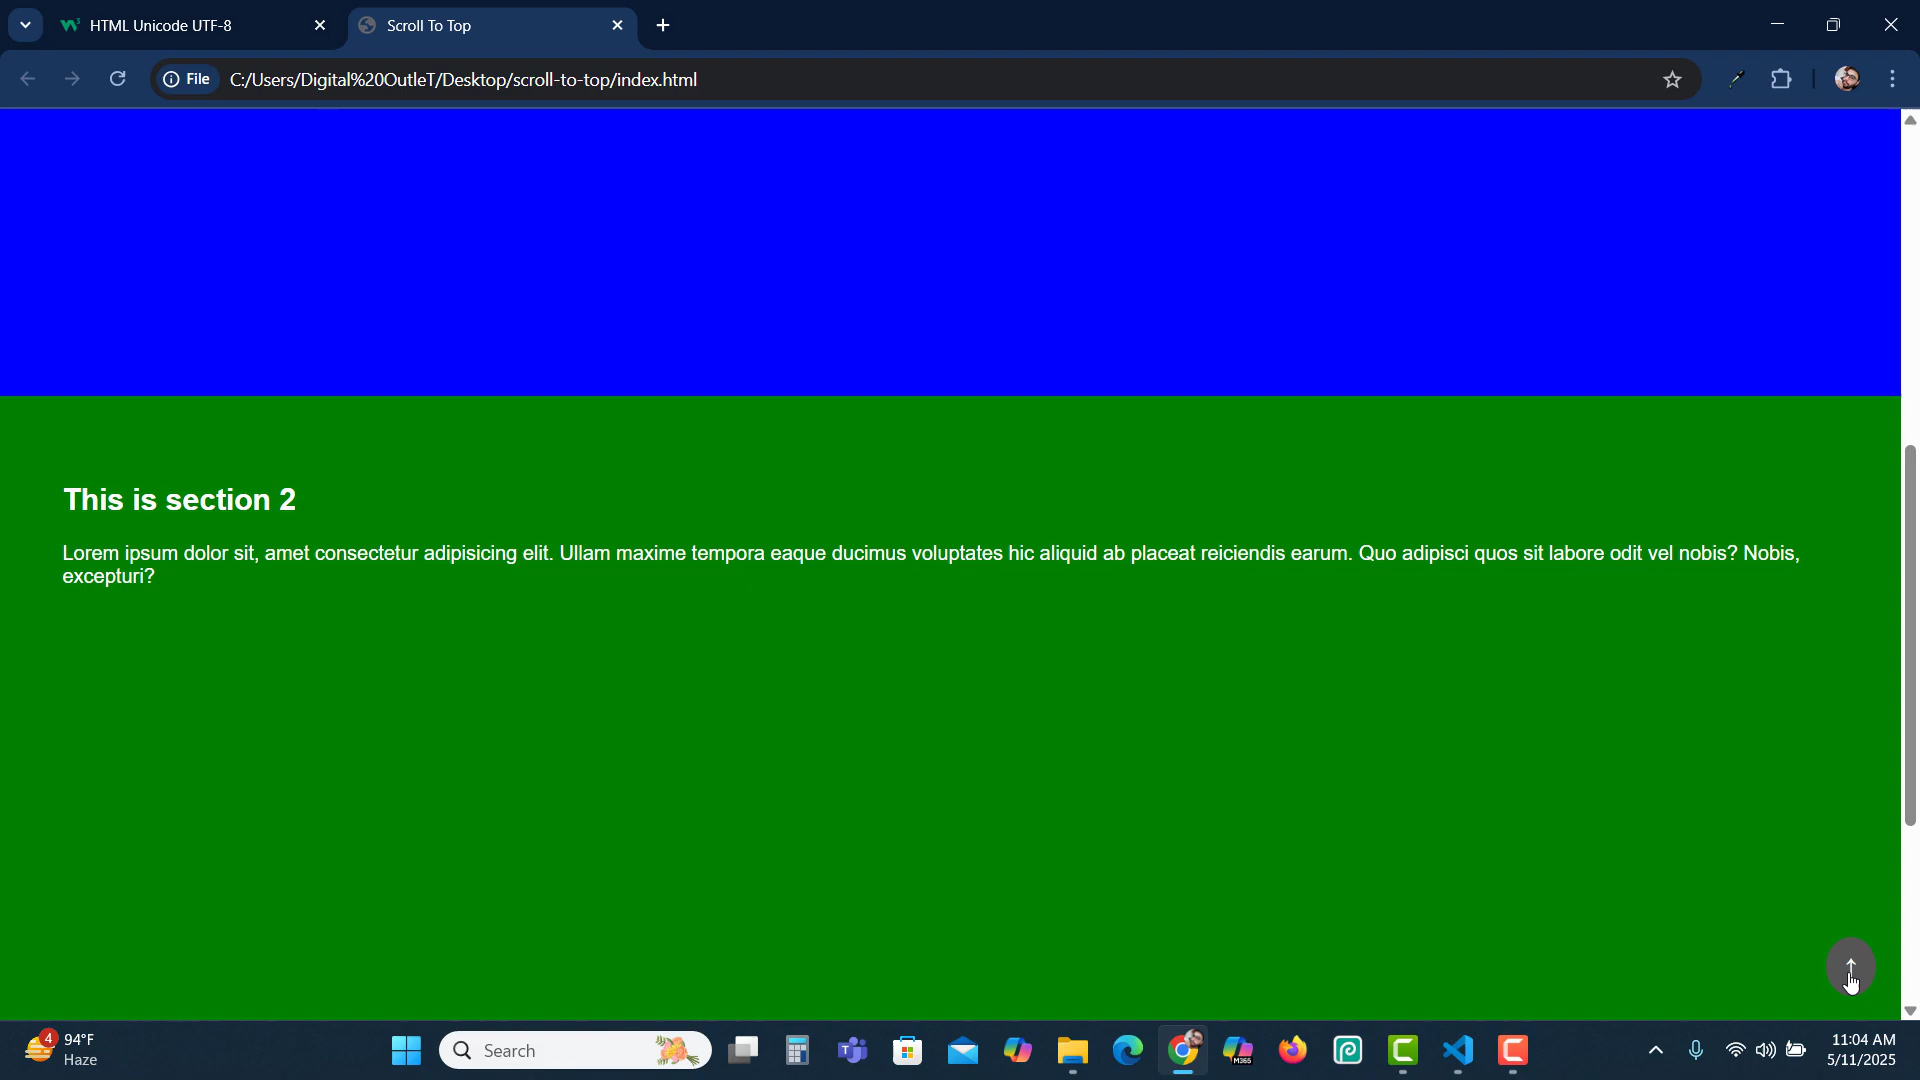 HTML Unicode UTF-8
Scroll To Top
File
C:/Users/Digital%20OutleT/Desktop/scroll-to-top/index.html
This is section 2
Lorem ipsum dolor sit, amet consectetur adipisicing elit. Ullam maxime tempora eaque ducimus voluptates hic aliquid ab placeat reiciendis earum. Quo adipisci quos sit labore odit vel nobis? Nobis,
excepturi?
↑
4
94°F
Haze
Search
M365
11:04 AM
5/11/2025